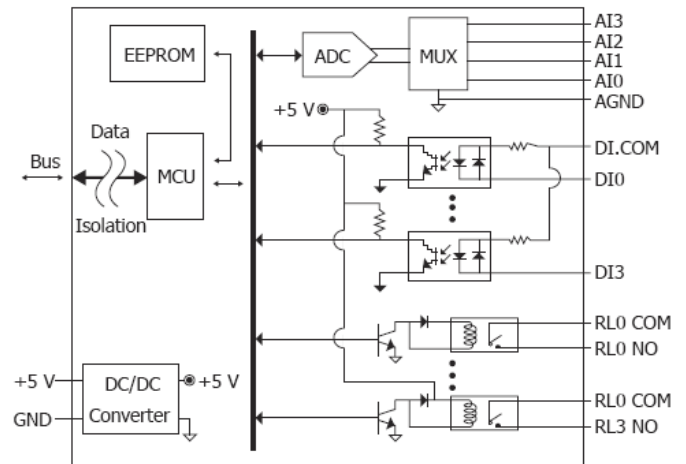 AI3
EEPROM
ADC
MUX
AI2
AI1
AI0
AGND
+5 V
Data
Bus
MCU
Isolation
DI.COM
DI0
DI3
RL0 COM
RL0 NO
+5 V
DC/DC
Converter
+5 V
GND
RL0 COM
RL3 NO